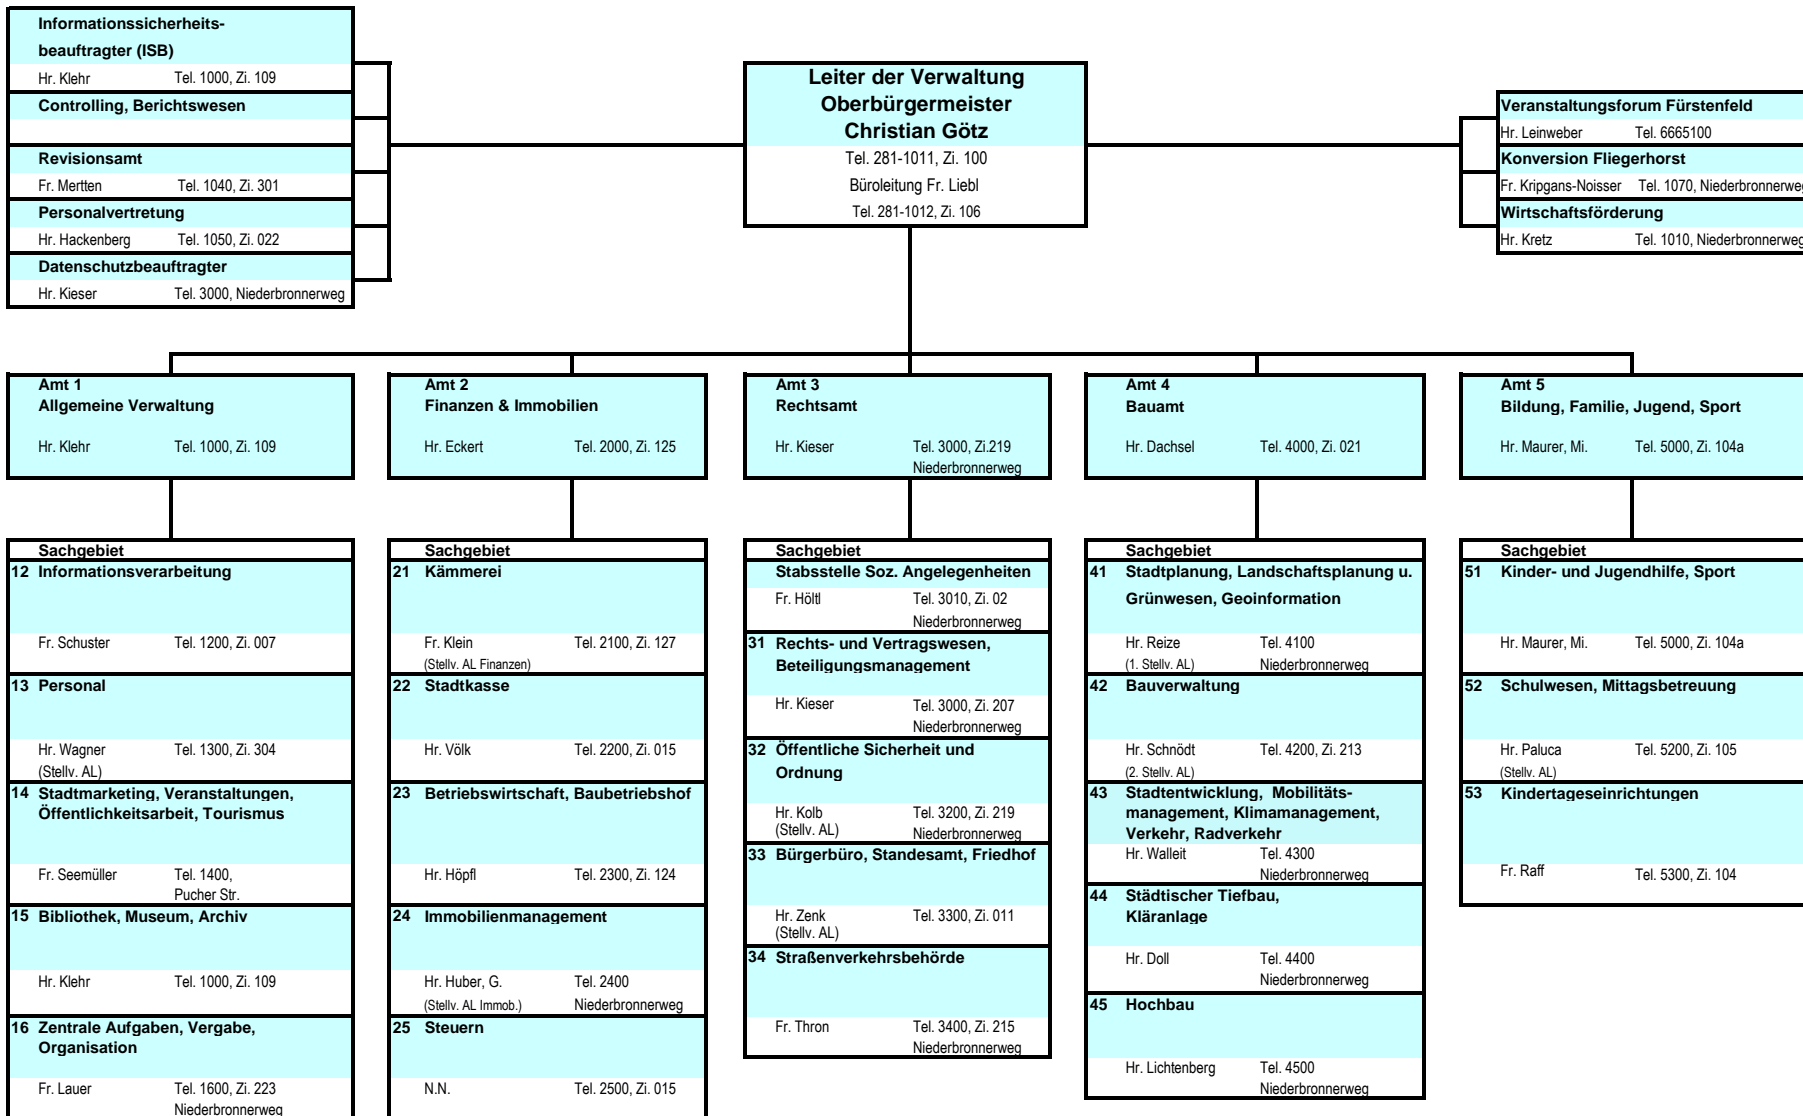 Informationssicherheits-
beauftragter (ISB)
Hr. Klehr Tel. 1000, Zi. 109
Controlling, Berichtswesen
Revisionsamt
Fr. Mertten Tel. 1040, Zi. 301
Personalvertretung
Hr. Hackenberg Tel. 1050, Zi. 022
Datenschutzbeauftragter
Hr. Kieser Tel. 3000, Niederbronnerweg
Leiter der Verwaltung
Oberbürgermeister
Christian Götz
Tel. 281-1011, Zi. 100
Büroleitung Fr. Liebl
Tel. 281-1012, Zi. 106
Veranstaltungsforum Fürstenfeld
Hr. Leinweber Tel. 6665100
Konversion Fliegerhorst
Fr. Kripgans-Noisser Tel. 1070, Niederbronnerweg
Wirtschaftsförderung
Hr. Kretz Tel. 1010, Niederbronnerweg
Amt 1
Allgemeine Verwaltung
Hr. Klehr Tel. 1000, Zi. 109
Amt 2
Finanzen & Immobilien
Hr. Eckert Tel. 2000, Zi. 125
Amt 3
Rechtsamt
Hr. Kieser Tel. 3000, Zi.219
Niederbronnerweg
Amt 4
Bauamt
Hr. Dachsel Tel. 4000, Zi. 021
Amt 5
Bildung, Familie, Jugend, Sport
Hr. Maurer, Mi. Tel. 5000, Zi. 104a
Sachgebiet
12 Informationsverarbeitung
Fr. Schuster Tel. 1200, Zi. 007
13 Personal
Hr. Wagner Tel. 1300, Zi. 304
(Stellv. AL)
14 Stadtmarketing, Veranstaltungen,
Öffentlichkeitsarbeit, Tourismus
Fr. Seemüller Tel. 1400,
Pucher Str.
15 Bibliothek, Museum, Archiv
Hr. Klehr Tel. 1000, Zi. 109
16 Zentrale Aufgaben, Vergabe,
Organisation
Fr. Lauer Tel. 1600, Zi. 223
Niederbronnerweg
Sachgebiet
21 Kämmerei
Fr. Klein Tel. 2100, Zi. 127
(Stellv. AL Finanzen)
22 Stadtkasse
Hr. Völk Tel. 2200, Zi. 015
23 Betriebswirtschaft, Baubetriebshof
Hr. Höpfl Tel. 2300, Zi. 124
24 Immobilienmanagement
Hr. Huber, G. Tel. 2400
(Stellv. AL Immob.) Niederbronnerweg
25 Steuern
N.N. Tel. 2500, Zi. 015
Sachgebiet
Stabsstelle Soz. Angelegenheiten
Fr. Höltl Tel. 3010, Zi. 02
Niederbronnerweg
31 Rechts- und Vertragswesen,
Beteiligungsmanagement
Hr. Kieser Tel. 3000, Zi. 207
Niederbronnerweg
32 Öffentliche Sicherheit und
Ordnung
Hr. Kolb Tel. 3200, Zi. 219
(Stellv. AL) Niederbronnerweg
33 Bürgerbüro, Standesamt, Friedhof
Hr. Zenk Tel. 3300, Zi. 011
(Stellv. AL)
34 Straßenverkehrsbehörde
Fr. Thron Tel. 3400, Zi. 215
Niederbronnerweg
Sachgebiet
41 Stadtplanung, Landschaftsplanung u.
Grünwesen, Geoinformation
Hr. Reize Tel. 4100
(1. Stellv. AL) Niederbronnerweg
42 Bauverwaltung
Hr. Schnödt Tel. 4200, Zi. 213
(2. Stellv. AL)
43 Stadtentwicklung, Mobilitäts-
management, Klimamanagement,
Verkehr, Radverkehr
Hr. Walleit Tel. 4300
Niederbronnerweg
44 Städtischer Tiefbau,
Kläranlage
Hr. Doll Tel. 4400
Niederbronnerweg
45 Hochbau
Hr. Lichtenberg Tel. 4500
Niederbronnerweg
Sachgebiet
51 Kinder- und Jugendhilfe, Sport
Hr. Maurer, Mi. Tel. 5000, Zi. 104a
52 Schulwesen, Mittagsbetreuung
Hr. Paluca Tel. 5200, Zi. 105
(Stellv. AL)
53 Kindertageseinrichtungen
Fr. Raff Tel. 5300, Zi. 104